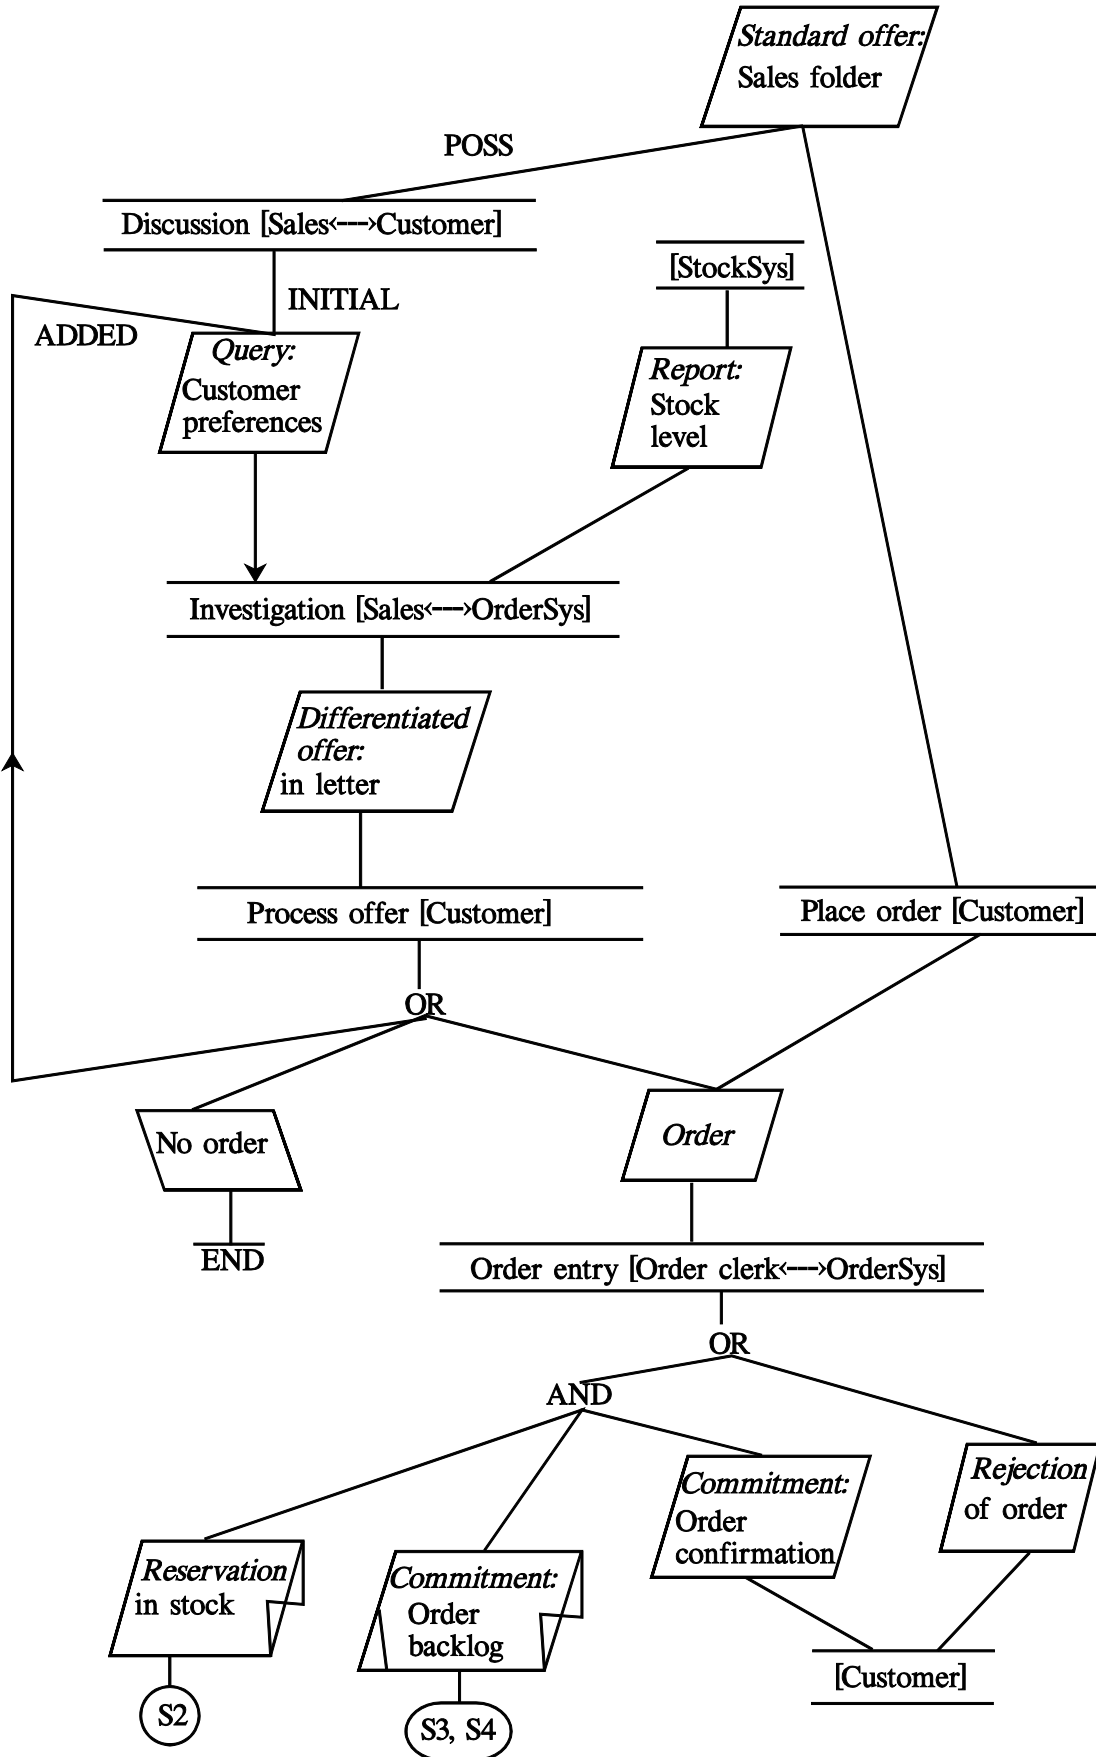 Standard offer:
Sales folder
POSS
Discussion [Sales<--->Customer]
[StockSys]
INITIAL
ADDED
Query:
Customer
preferences
Report:
Stock
level
Investigation [Sales<--->OrderSys]
Differentiated
offer:
in letter
Process offer [Customer]
Place order [Customer]
OR
No order
Order
END
Order entry [Order clerk<--->OrderSys]
OR
AND
Commitment:
Order
confirmation
Rejection
of order
Reservation
in stock
Commitment:
Order
backlog
[Customer]
S2
S3, S4